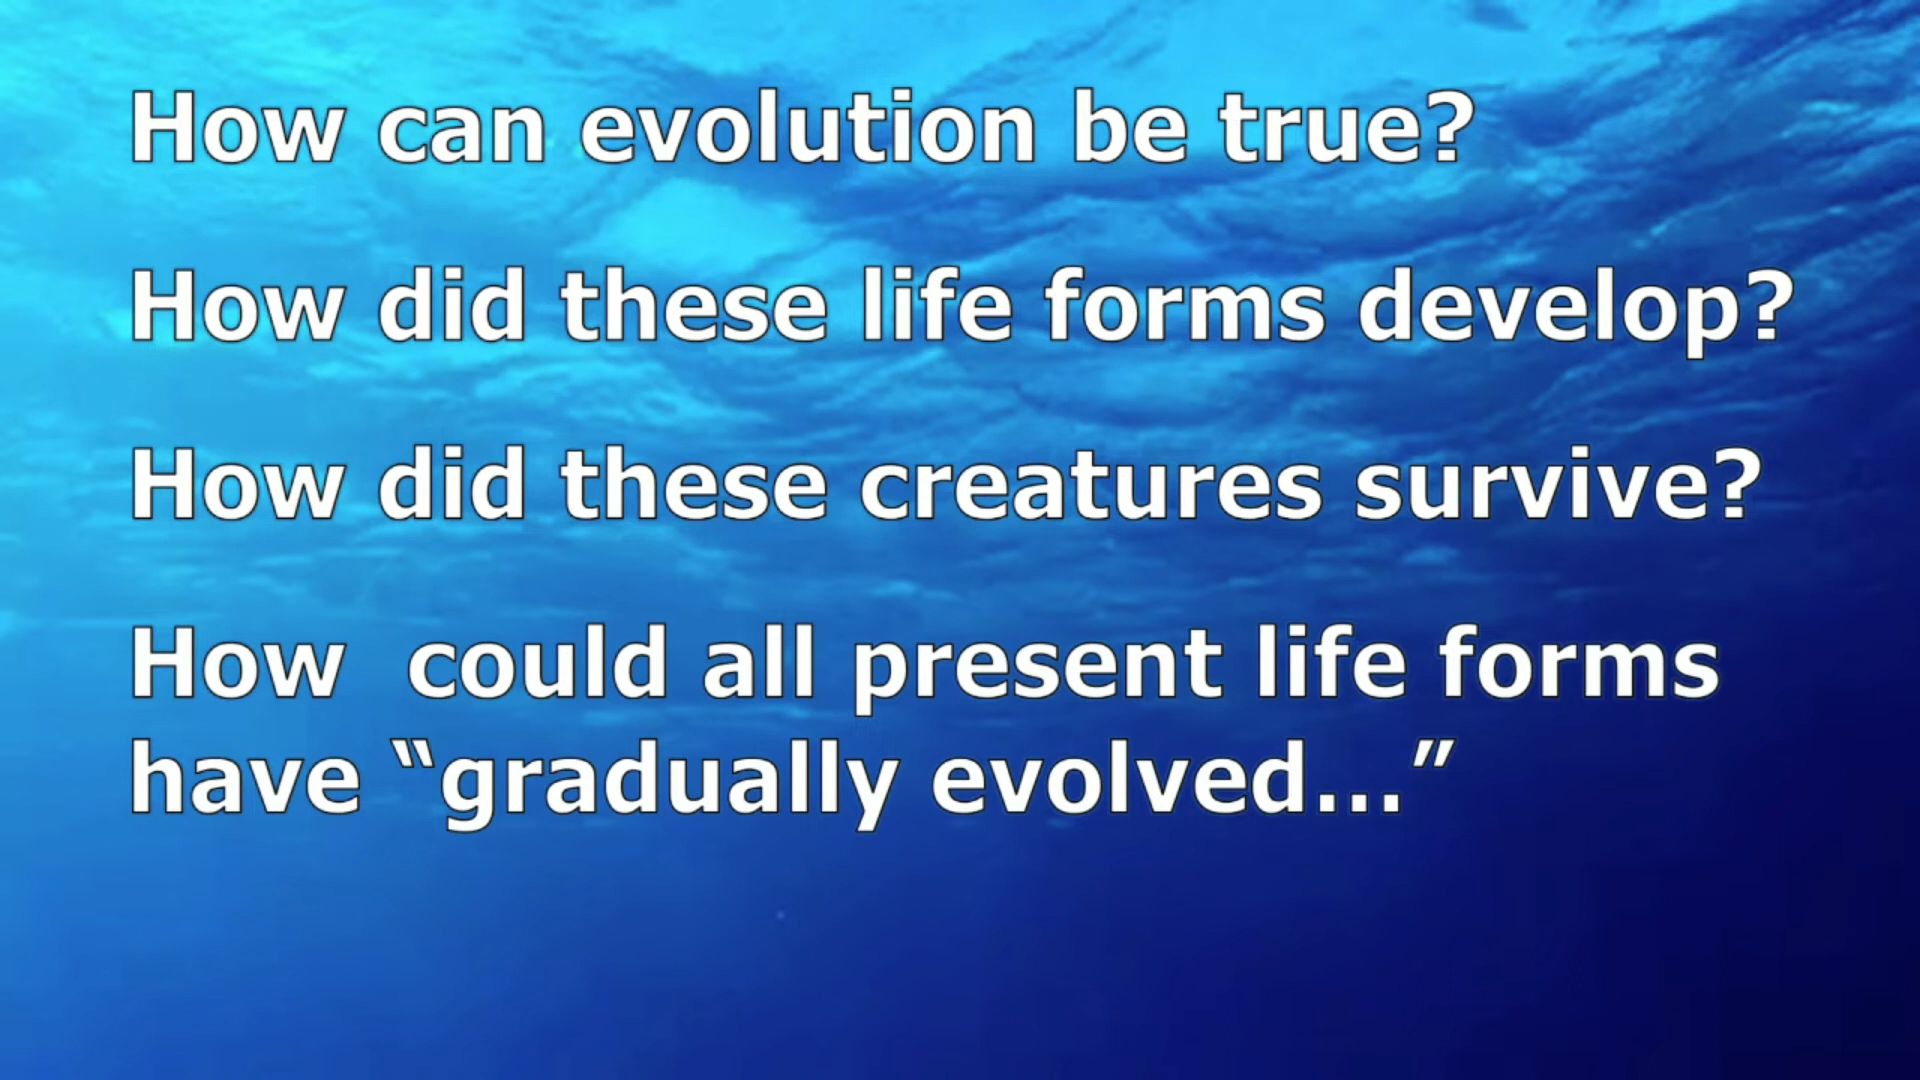 How can evolution be true?
How did these life forms develop?
How did these creatures survive?
How  could all present life forms
have “gradually evolved...”